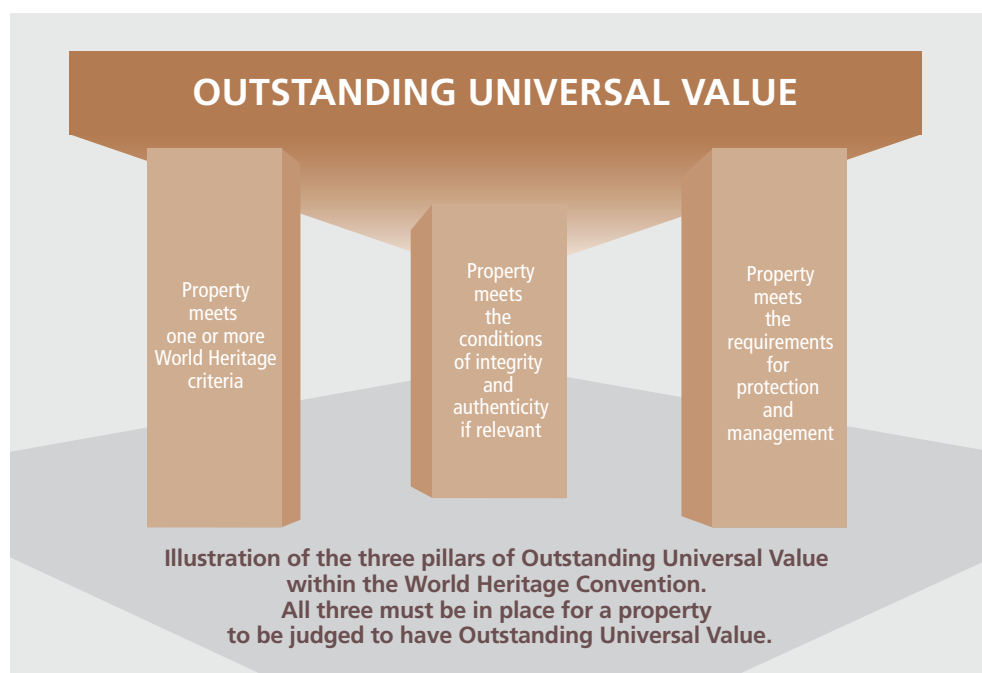 OUTSTANDING UNIVERSAL VALUE
Property
meets
one or more
World Heritage
criteria
Property
meets
the
conditions
of integrity
and
authenticity
if relevant
Property
meets
the
requirements
for
protection
and
management
Illustration of the three pillars of Outstanding Universal Value
within the World Heritage Convention.
All three must be in place for a property
to be judged to have Outstanding Universal Value.